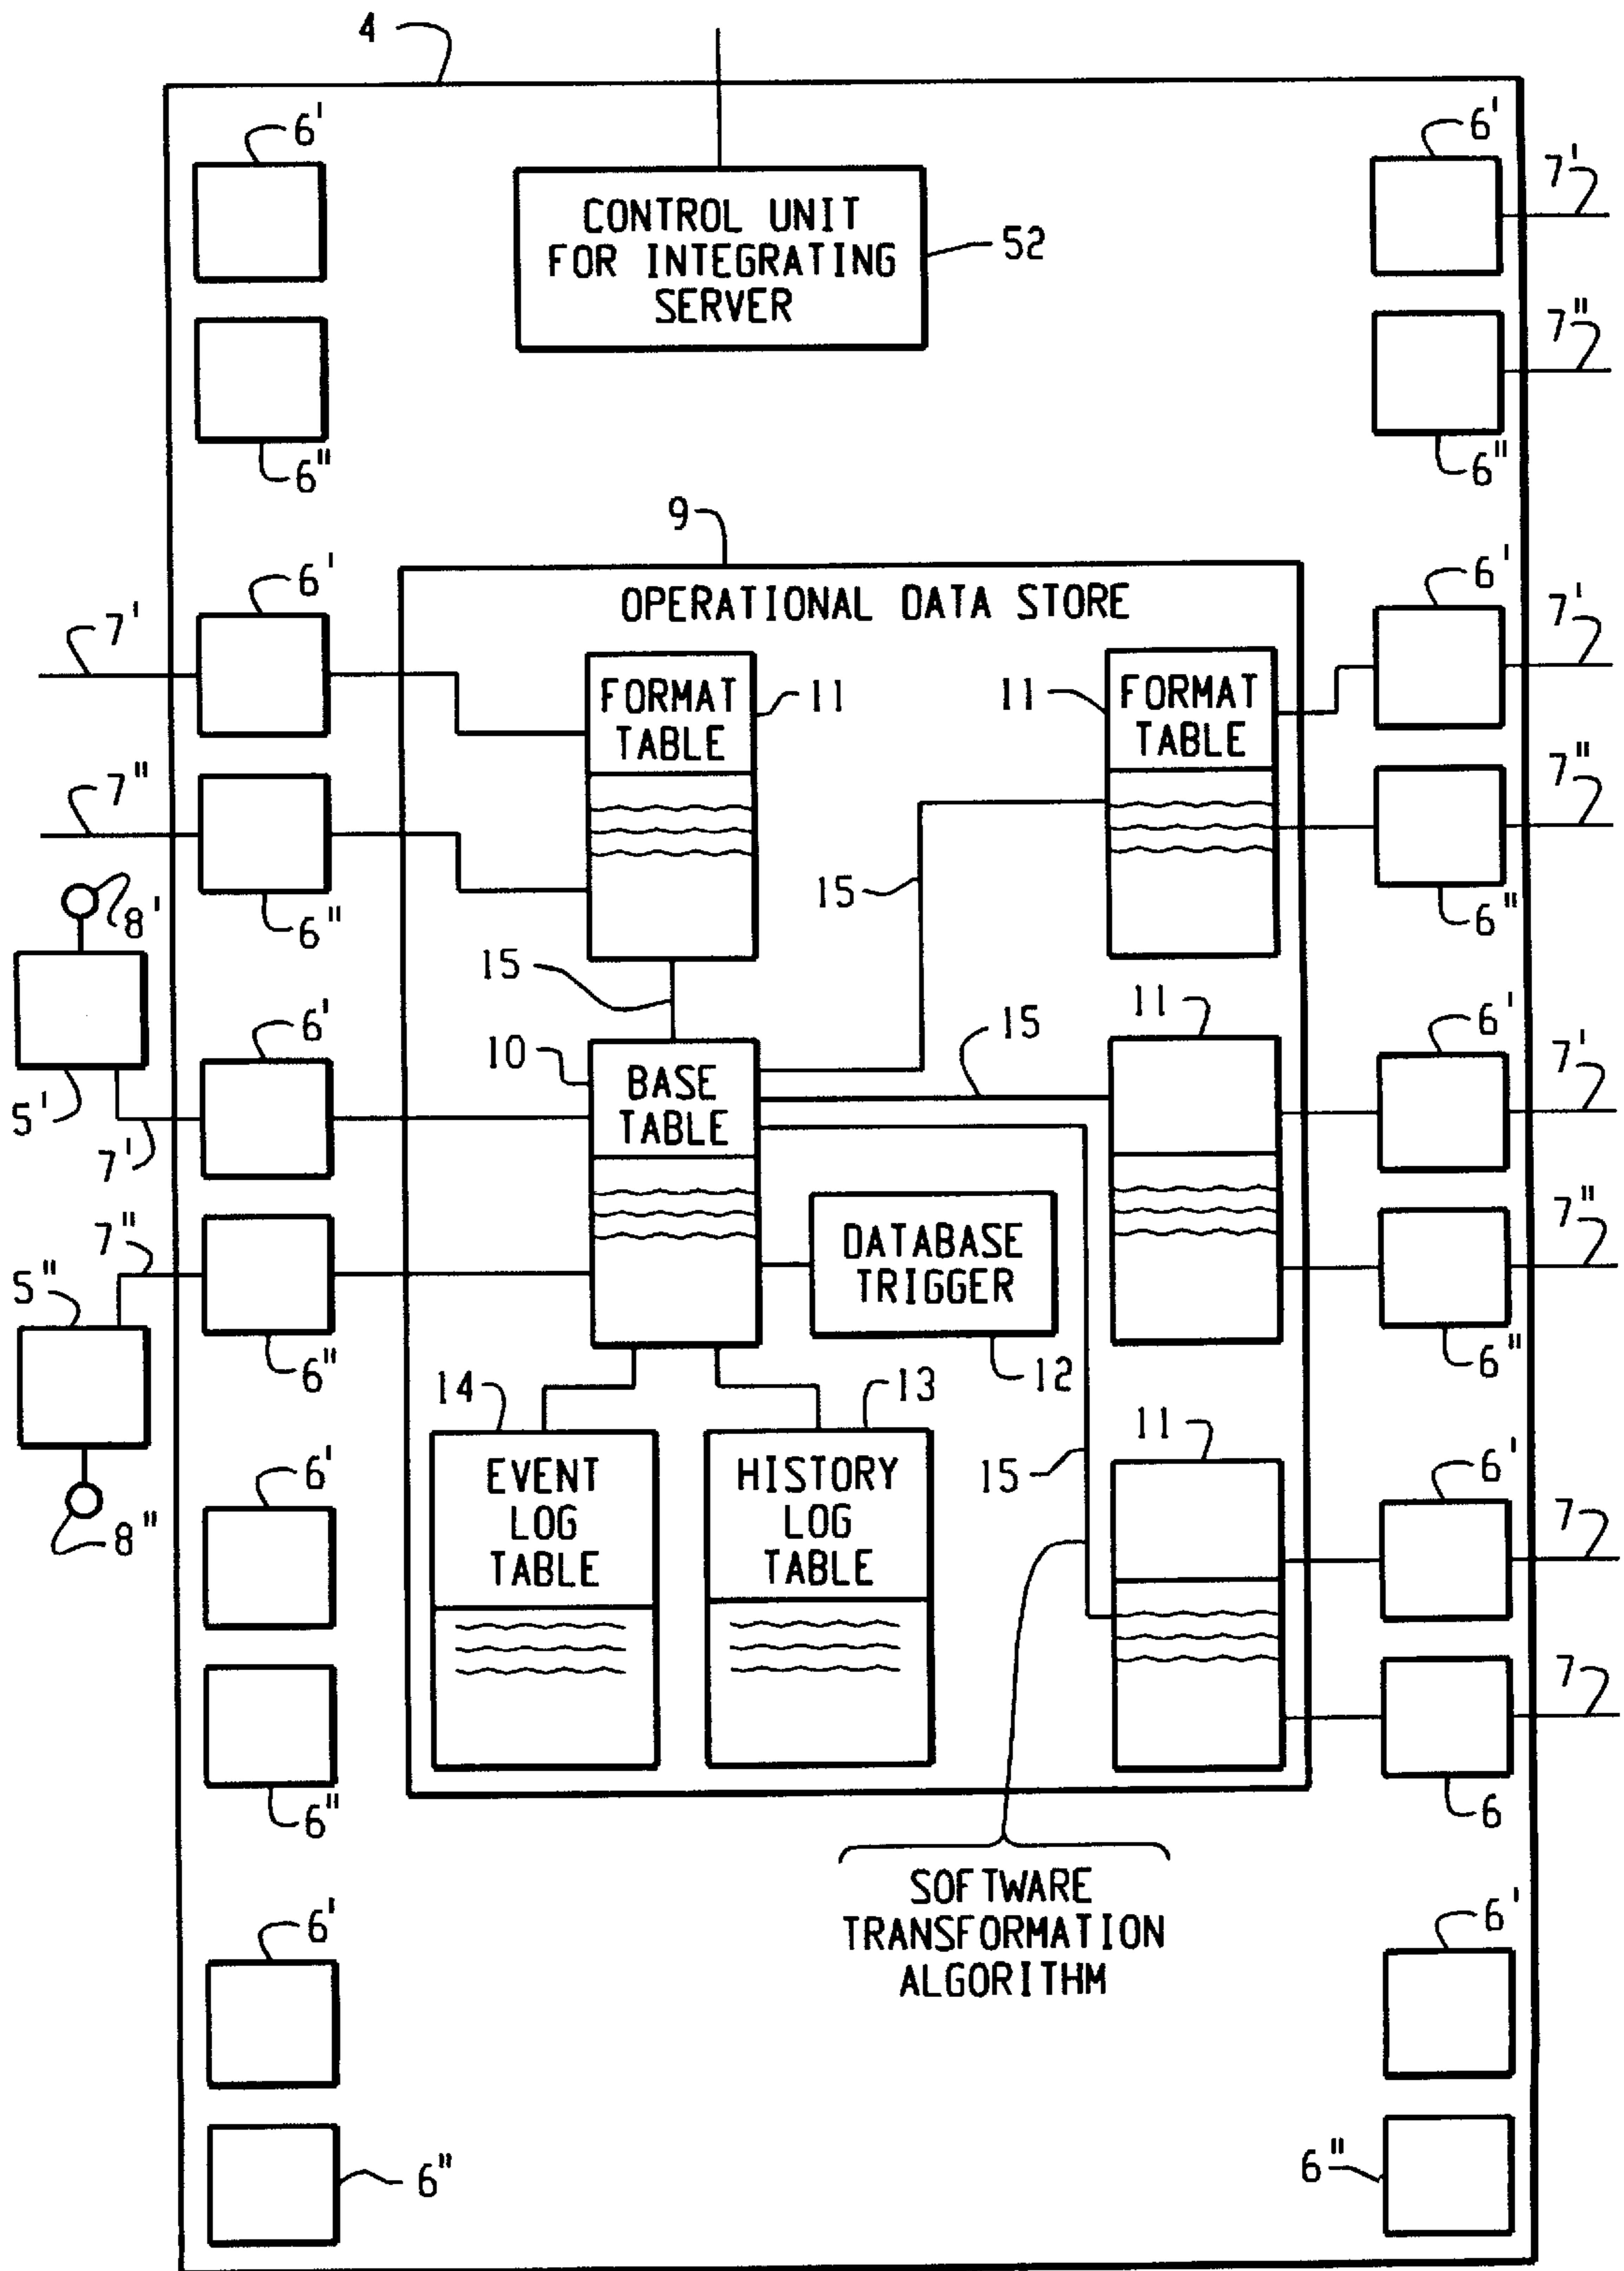 4
6'
6'
7'
CONTROL UNIT
FOR INTEGRATING
SERVER
52
7"
6"
6"
9
6'
6'
OPERATIONAL DATA STORE
7'
7'
FORMAT
TABLE
11
11
FORMAT
TABLE
7"
7"
8'
6"
15
6"
15
5'
7'
6'
10
BASE
TABLE
15
11
6'
7'
7"
5"
6"
DATABASE
TRIGGER
12
7"
6"
14
13
11
8"
6'
EVENT
LOG
TABLE
HISTORY
LOG
TABLE
15
6'
7
7
6"
6
SOFTWARE
TRANSFORMATION
ALGORITHM
6'
6'
6"
6"